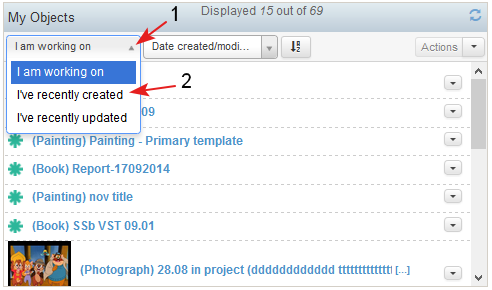 My Objects
Displayed 15 out of 69
1
I am working on
Date created/modi...
Actions
I am working on
I've recently created
2
I've recently updated
09
(Painting) Painting - Primary template
(Book) Report-17092014
(Painting) nov title
(Book) SSb VST 09.01
(Photograph) 28.08 in project (dddddddddddd tttttttttttttt [...]